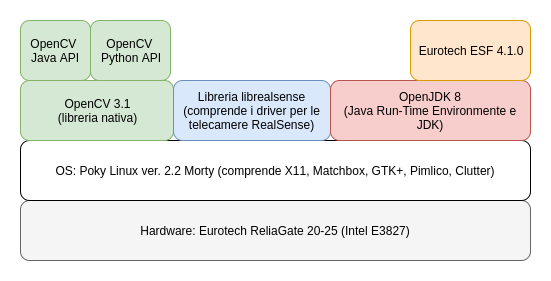 OpenCV
Java API
OpenCV
Python API
Eurotech ESF 4.1.0
OpenCV 3.1
(libreria nativa)
Libreria librealsense
(comprende i driver per le
telecamere RealSense)
OpenJDK 8
(Java Run-Time Environmente e
JDK)
OS: Poky Linux ver. 2.2 Morty (comprende X11, Matchbox, GTK+, Pimlico, Clutter)
Hardware: Eurotech ReliaGate 20-25 (Intel E3827)